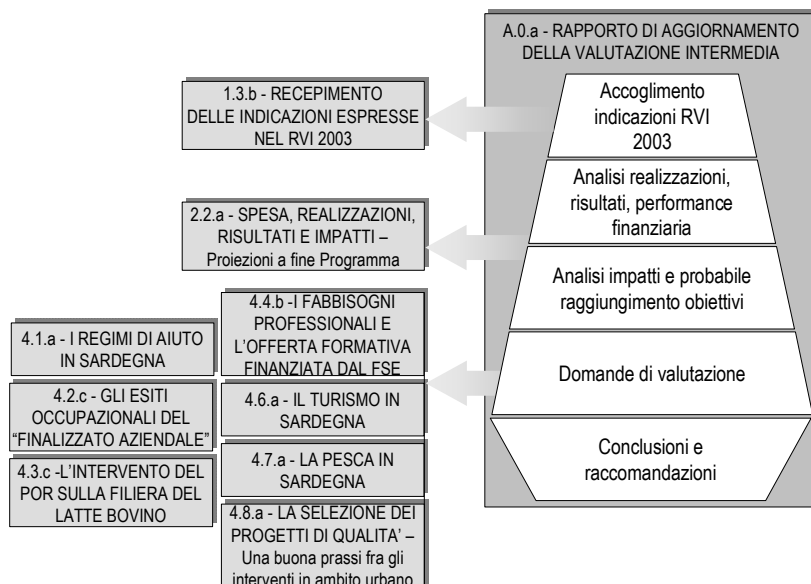 A.0.a - RAPPORTO DI AGGIORNAMENTO
DELLA VALUTAZIONE INTERMEDIA
Accoglimento
indicazioni RVI
2003
Analisi realizzazioni,
risultati, performance
finanziaria
Analisi impatti e probabile
raggiungimento obiettivi
Domande di valutazione
Conclusioni e
raccomandazioni
1.3.b - RECEPIMENTO
DELLE INDICAZIONI ESPRESSE
NEL RVI 2003
2.2.a - SPESA, REALIZZAZIONI,
RISULTATI E IMPATTI –
Proiezioni a fine Programma
4.1.a - I REGIMI DI AIUTO
IN SARDEGNA
4.2.c - GLI ESITI
OCCUPAZIONALI DEL
“FINALIZZATO AZIENDALE”
4.3.c -L’INTERVENTO DEL
POR SULLA FILIERA DEL
LATTE BOVINO
4.4.b -I FABBISOGNI
PROFESSIONALI E
L’OFFERTA FORMATIVA
FINANZIATA DAL FSE
4.6.a - IL TURISMO IN
SARDEGNA
4.7.a - LA PESCA IN
SARDEGNA
4.8.a - LA SELEZIONE DEI
PROGETTI DI QUALITA’ –
Una buona prassi fra gli
interventi in ambito urbano